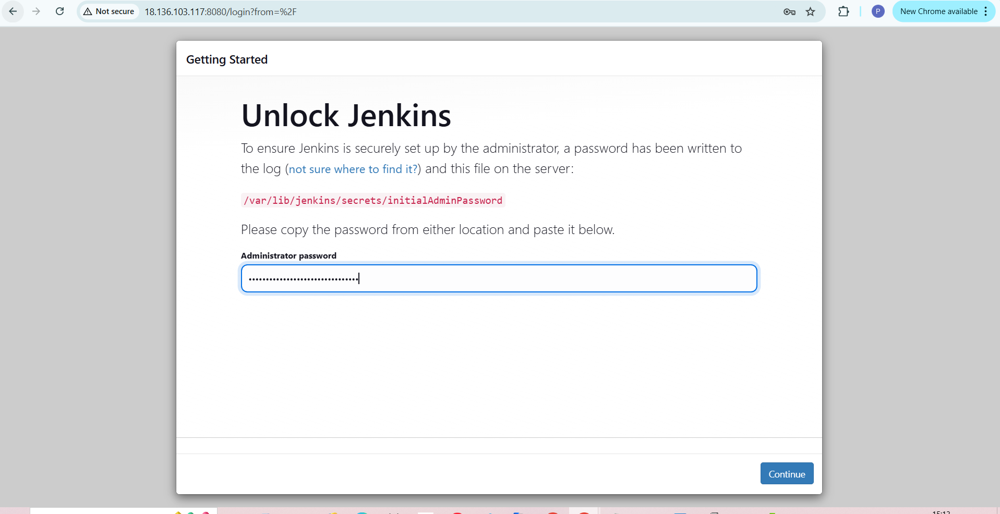 Not secure
18.136.103.117:8080/login?from=%2F
P
New Chrome available
Getting Started
Unlock Jenkins
To ensure Jenkins is securely set up by the administrator, a password has been written to
the log (not sure where to find it?) and this file on the server:
/var/lib/jenkins/secrets/initialAdminPassword
Please copy the password from either location and paste it below.
Administrator password
Continue